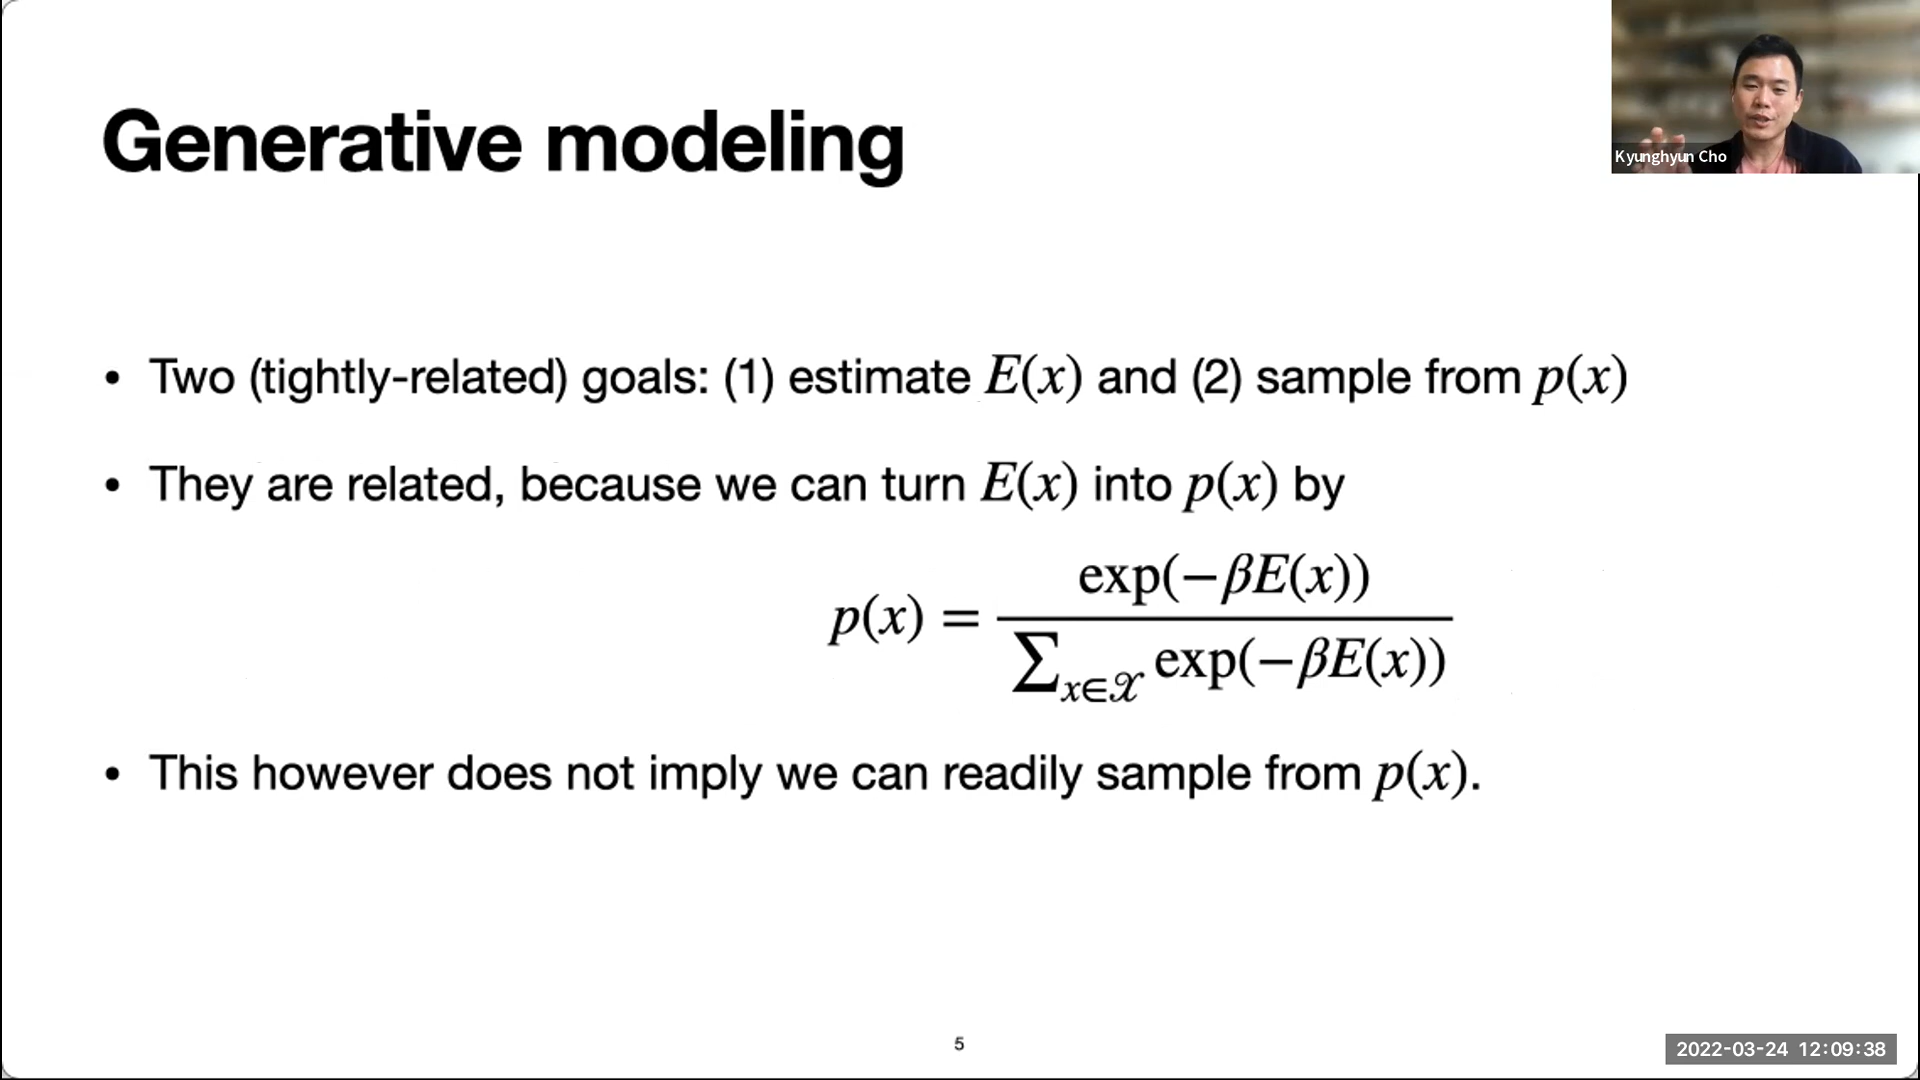 Generative modeling
Kyunghyun Cho
• Two (tightly-related) goals: (1) estimate E(x) and (2) sample from p(x)
• They are related, because we can turn E(x) into p(x) by
p(x) = exp(−βE(x)) / ∑x∈𝒳 exp(−βE(x))
• This however does not imply we can readily sample from p(x).
5
2022-03-24 12:09:38